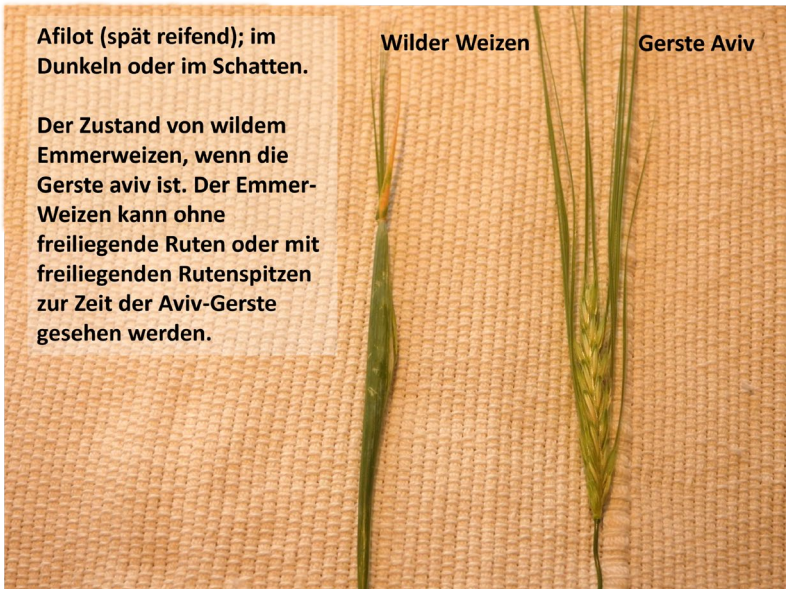 Afilot (spät reifend); im
Dunkeln oder im Schatten.
Der Zustand von wildem
Emmerweizen, wenn die
Gerste aviv ist. Der Emmer-
Weizen kann ohne
freiliegende Ruten oder mit
freiliegenden Rutenspitzen
zur Zeit der Aviv-Gerste
gesehen werden.
Wilder Weizen
Gerste Aviv